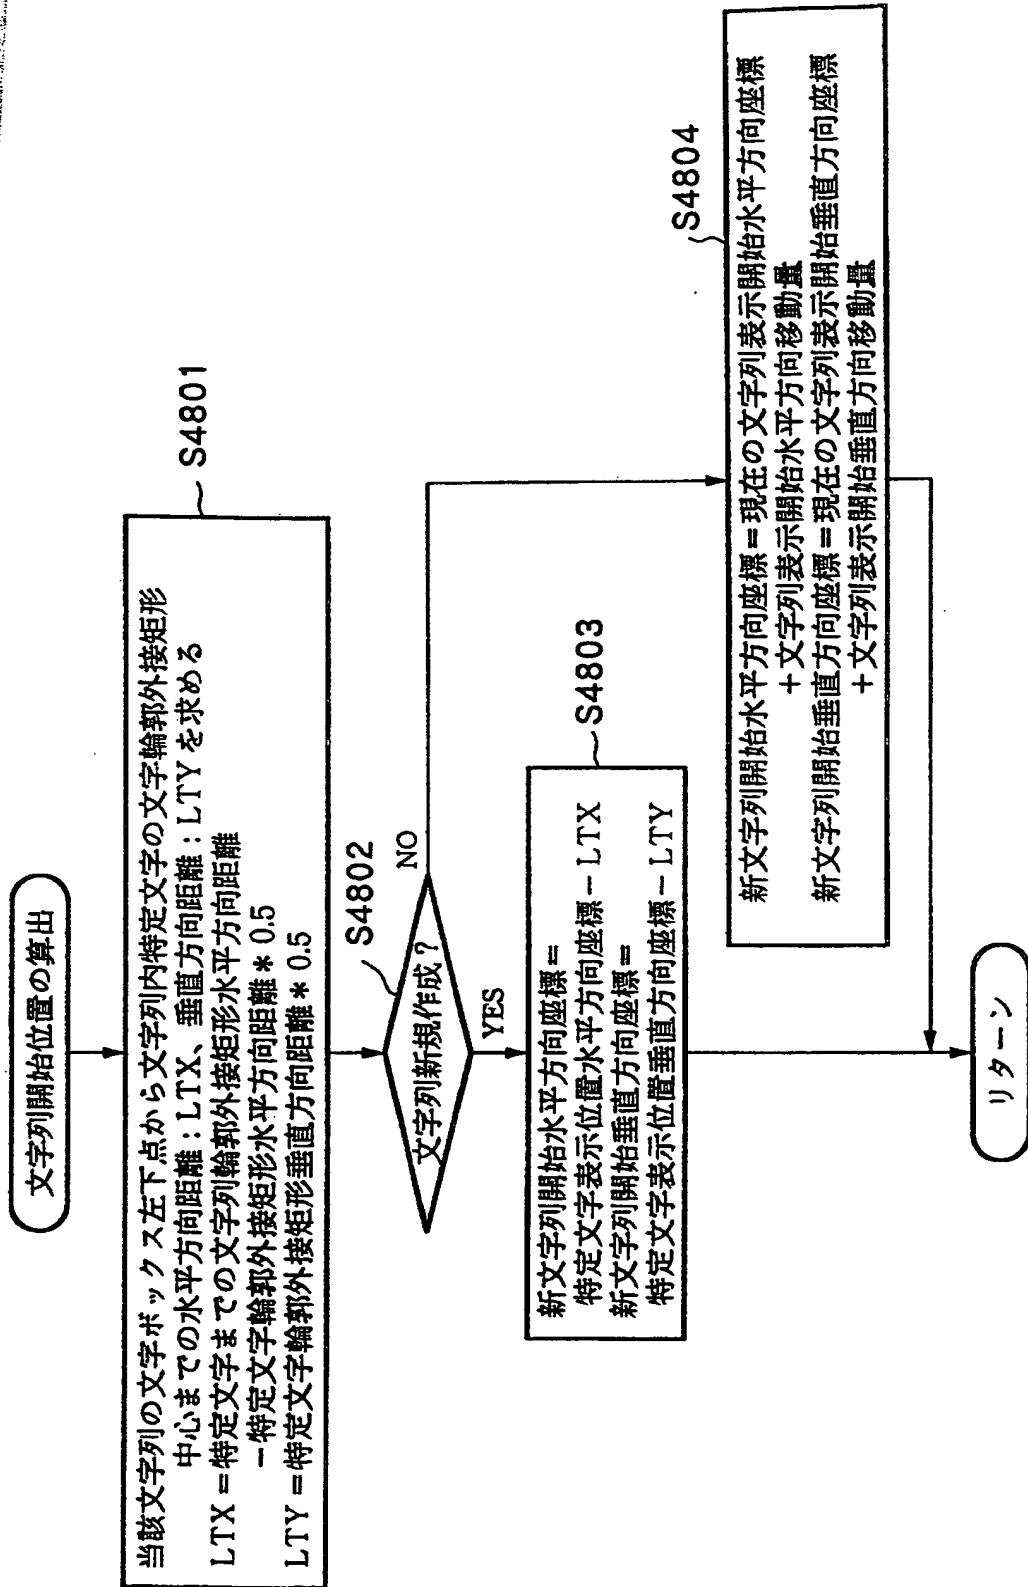 文字列開始位置の算出
S4801
当該文字列の文字ボックス左下点から文字列内特定文字の文字輪郭外接矩形
中心までの水平方向距離：LTX、垂直方向距離：LTYを求める
LTX＝特定文字までの文字列輪郭外接矩形水平方向距離
－特定文字輪郭外接矩形水平方向距離＊0.5
LTY＝特定文字輪郭外接矩形垂直方向距離＊0.5
S4802
文字列新規作成？
NO
YES
S4803
新文字列開始水平方向座標＝
特定文字表示位置水平方向座標－LTX
新文字列開始垂直方向座標＝
特定文字表示位置垂直方向座標－LTY
S4804
新文字列開始水平方向座標＝現在の文字列表示開始水平方向座標
＋文字列表示開始水平方向移動量
新文字列開始垂直方向座標＝現在の文字列表示開始垂直方向座標
＋文字列表示開始垂直方向移動量
リターン